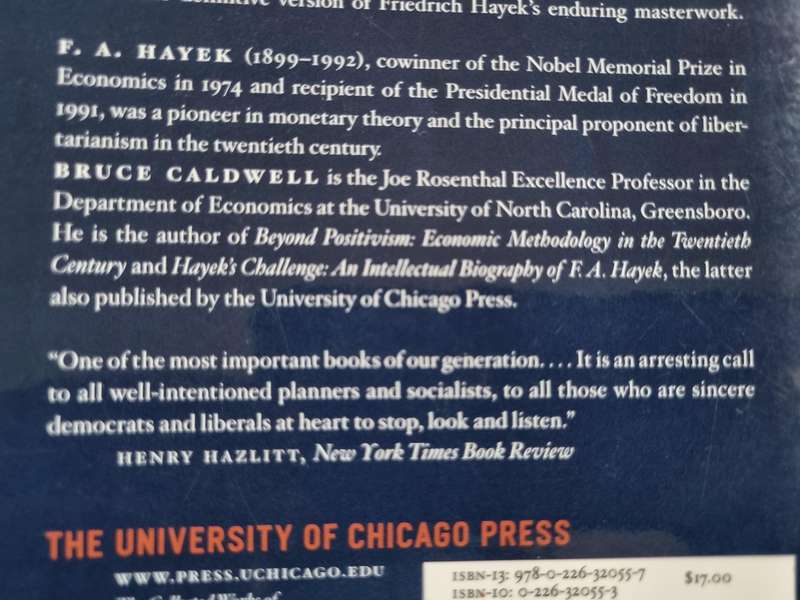 definitive version of Friedrich Hayek's enduring masterwork.
F. A. HAYEK (1899–1992), cowinner of the Nobel Memorial Prize in
Economics in 1974 and recipient of the Presidential Medal of Freedom in
1991, was a pioneer in monetary theory and the principal proponent of liber-
tarianism in the twentieth century.
BRUCE CALDWELL is the Joe Rosenthal Excellence Professor in the
Department of Economics at the University of North Carolina, Greensboro.
He is the author of Beyond Positivism: Economic Methodology in the Twentieth
Century and Hayek's Challenge: An Intellectual Biography of F. A. Hayek, the latter
also published by the University of Chicago Press.
“One of the most important books of our generation. . . . It is an arresting call
to all well-intentioned planners and socialists, to all those who are sincere
democrats and liberals at heart to stop, look and listen.”
HENRY HAZLITT, New York Times Book Review
THE UNIVERSITY OF CHICAGO PRESS
WWW.PRESS.UCHICAGO.EDU
The Collected Works of
ISBN-13: 978-0-226-32055-7 $17.00
ISBN-10: 0-226-32055-3